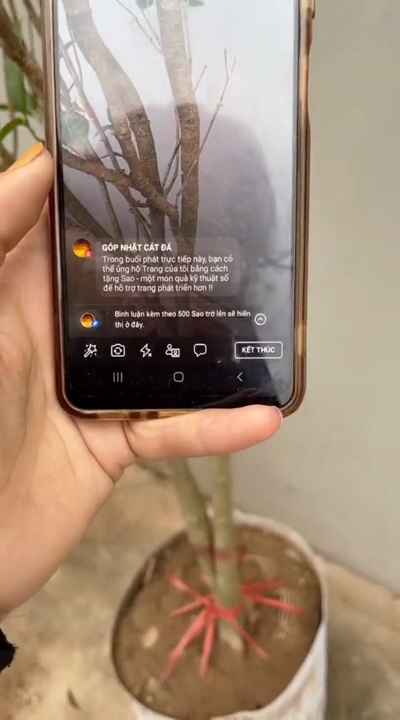 GÓP NHẶT CÁT ĐÁ
Trong buổi phát trực tiếp này, bạn có
thể ủng hộ Trang của tôi bằng cách
tặng Sao - một món quà kỹ thuật số
để hỗ trợ trang phát triển hơn !!
Bình luận kèm theo 500 Sao trở lên sẽ hiển
thị ở đây.
KẾT THÚC